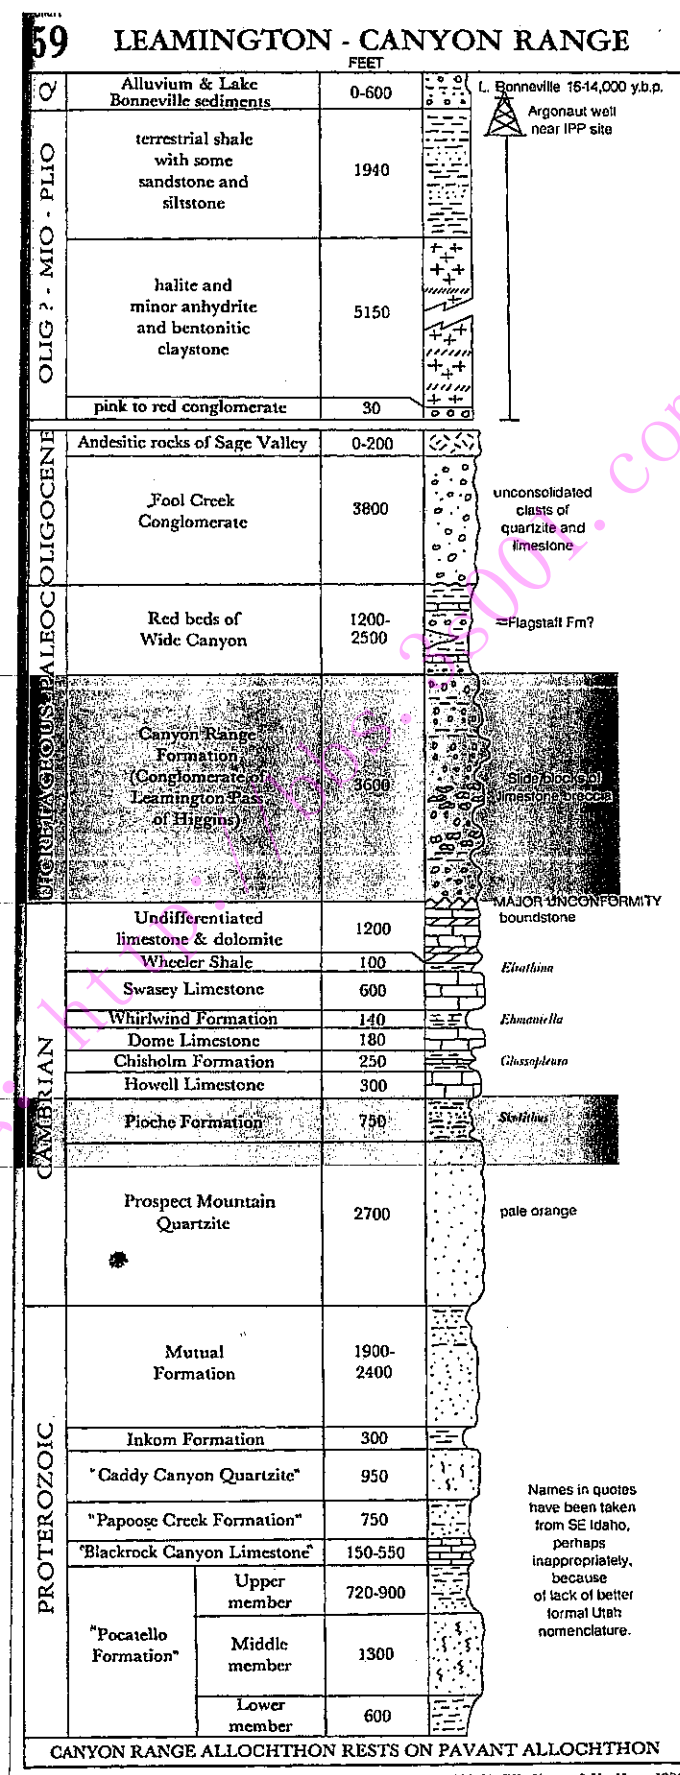 59 LEAMINGTON - CANYON RANGE
FEET
Q
Alluvium & Lake
Bonneville sediments
0-600
L. Bonneville 15-14,000 y.b.p.
Argonaut well
near IPP site
OLIG ? - MIO - PLIO
terrestrial shale
with some
sandstone and
siltstone
1940
halite and
minor anhydrite
and bentonitic
claystone
5150
pink to red conglomerate
30
OLIGOCENE
Andesitic rocks of Sage Valley
0-200
Fool Creek
Conglomerate
3800
unconsolidated
clasts of
quartzite and
limestone
PALEOC
Red beds of
Wide Canyon
1200-
2500
=Flagstaff Fm?
CRETACEOUS
Canyon Range
Formation
(Conglomerate of
Leamington Pass
of Higgins)
3600
Slide blocks of
limestone breccia
MAJOR UNCONFORMITY
CAMBRIAN
Undifferentiated
limestone & dolomite
1200
boundstone
Wheeler Shale
100
Elrathina
Swasey Limestone
600
Whirlwind Formation
140
Ehmaniella
Dome Limestone
180
Chisholm Formation
250
Glossopleura
Howell Limestone
300
Pioche Formation
750
Skolithus
Prospect Mountain
Quartzite
2700
pale orange
PROTEROZOIC
Mutual
Formation
1900-
2400
Inkom Formation
300
"Caddy Canyon Quartzite"
950
"Papoose Creek Formation"
750
"Blackrock Canyon Limestone"
150-550
"Pocatello
Formation"
Upper
member
720-900
Middle
member
1300
Lower
member
600
Names in quotes
have been taken
from SE Idaho,
perhaps
inappropriately,
because
of lack of better
formal Utah
nomenclature.
CANYON RANGE ALLOCHTHON RESTS ON PAVANT ALLOCHTHON
http://bbs.3s001.com